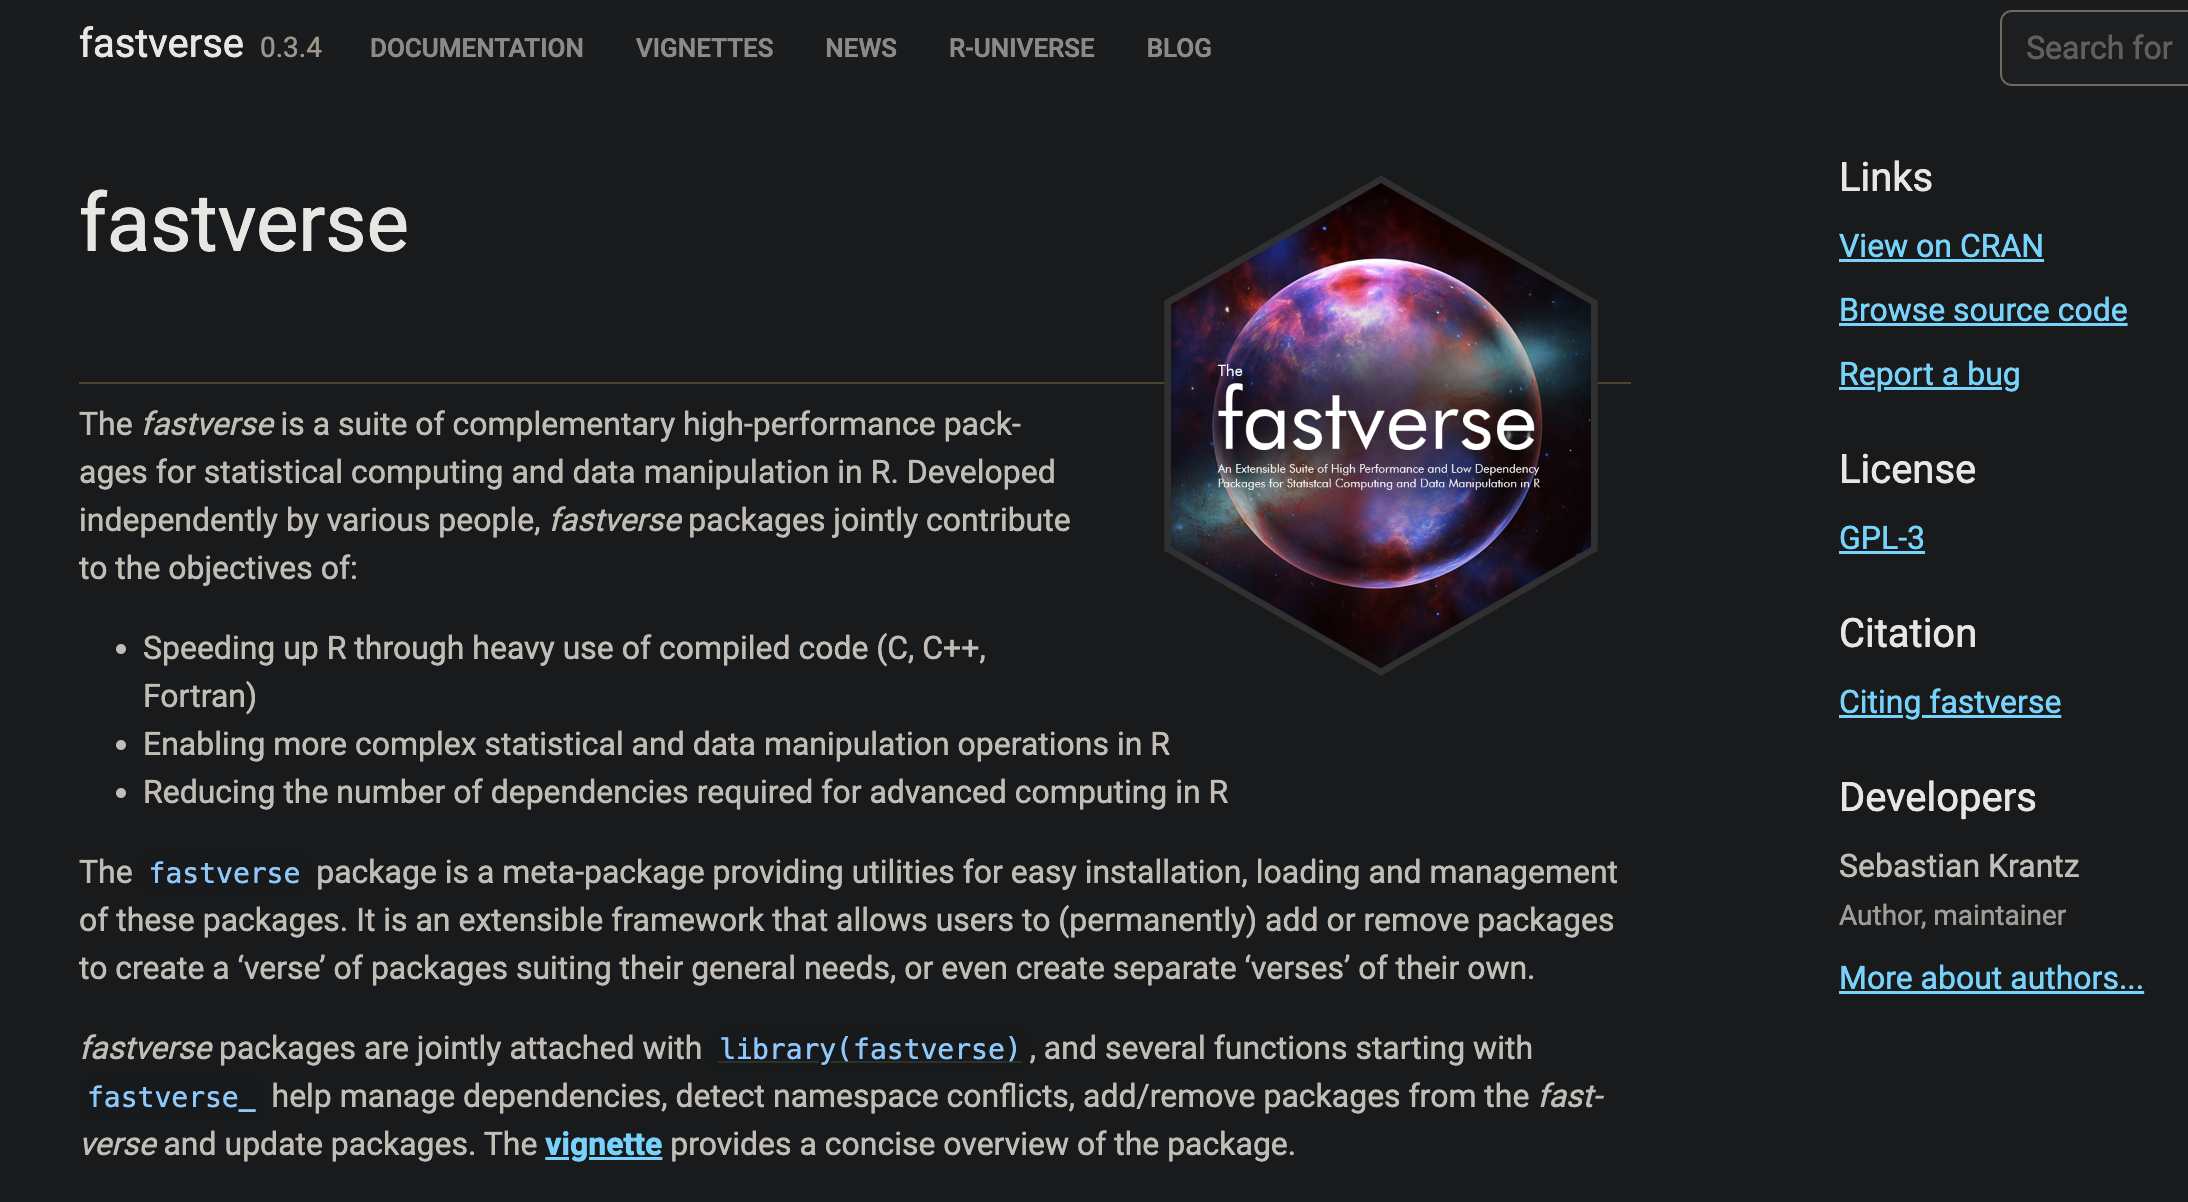 fastverse 0.3.4 DOCUMENTATION VIGNETTES NEWS R-UNIVERSE BLOG Search for
fastverse
The
fastverse
An Extensible Suite of High Performance and Low Dependency
Packages for Statistcal Computing and Data Manipulation in R
The fastverse is a suite of complementary high-performance pack-
ages for statistical computing and data manipulation in R. Developed
independently by various people, fastverse packages jointly contribute
to the objectives of:
• Speeding up R through heavy use of compiled code (C, C++,
Fortran)
• Enabling more complex statistical and data manipulation operations in R
• Reducing the number of dependencies required for advanced computing in R
The fastverse package is a meta-package providing utilities for easy installation, loading and management
of these packages. It is an extensible framework that allows users to (permanently) add or remove packages
to create a ‘verse’ of packages suiting their general needs, or even create separate ‘verses’ of their own.
fastverse packages are jointly attached with library(fastverse), and several functions starting with
fastverse_ help manage dependencies, detect namespace conflicts, add/remove packages from the fast-
verse and update packages. The vignette provides a concise overview of the package.
Links
View on CRAN
Browse source code
Report a bug
License
GPL-3
Citation
Citing fastverse
Developers
Sebastian Krantz
Author, maintainer
More about authors...